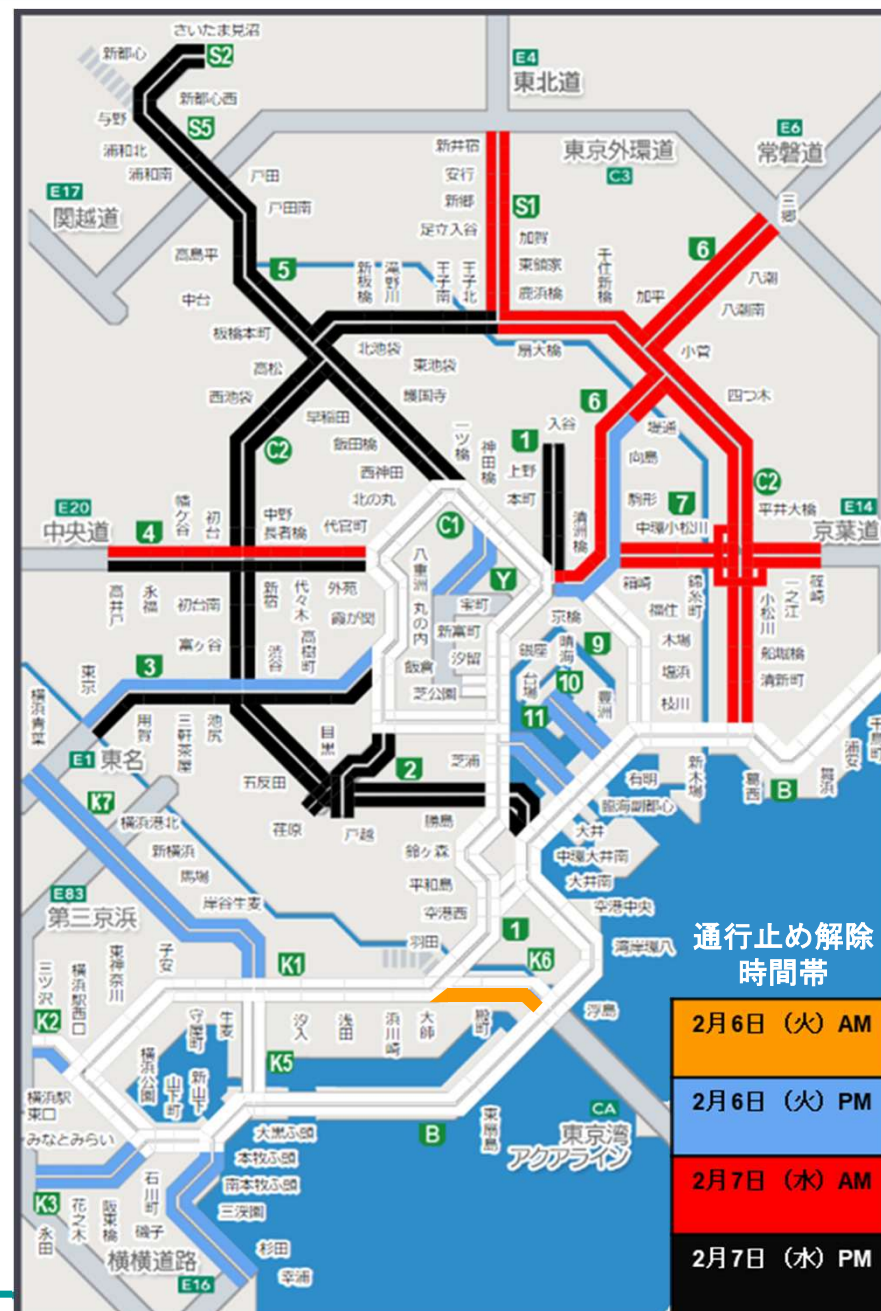 さいたま見沼
S2
新都心
新都心西
与野
S5
浦和北
浦和南
戸田
戸田南
E17
関越道
高島平
5
中台
板橋本町
高松
西池袋
E4
東北道
新井宿
安行
新郷
足立入谷
S1
加賀
東領家
鹿浜橋
東京外環道
C3
E6
常磐道
三郷
6
八潮
八潮南
新板橋
滝野川
王子南
王子北
千住新橋
加平
扇大橋
小菅
四つ木
北池袋
東池袋
護国寺
早稲田
飯田橋
西神田
北の丸
代官町
一ツ橋
神田橋
1
入谷
上野
本町
6
堤通
向島
駒形
7
中環小松川
C2
平井大橋
E14
京葉道
清洲橋
C2
E20
中央道
4
幡ヶ谷
初台
中野長者橋
C1
高井戸
永福
初台南
富ヶ谷
新宿
代々木
外苑
霞が関
渋谷
高樹町
八重洲
丸の内
Y
宝町
新富町
汐留
飯倉
芝公園
京橋
銀座
晴海
9
10
台場
11
豊洲
箱崎
錦糸町
福住
木場
塩浜
枝川
小松川
一之江
篠崎
船堀橋
清新町
3
東京
横浜青葉
用賀
三軒茶屋
池尻
目黒
2
芝浦
E1
東名
五反田
荏原
戸越
勝島
鈴ヶ森
平和島
空港西
有明
新木場
臨海副都心
葛西
B
舞浜
浦安
千鳥町
大井
中環大井南
大井南
空港中央
湾岸環八
K7
横浜港北
新横浜
馬場
岸谷生麦
E83
第三京浜
羽田
1
K6
浮島
三ツ沢
横浜駅西口
東神奈川
子安
K1
K2
守屋町
生麦
汐入
浅田
浜川崎
大師
殿町
K5
横浜公園
山下町
新山下
横浜駅東口
みなとみらい
大黒ふ頭
本牧ふ頭
南本牧ふ頭
三渓園
B
東扇島
CA
東京湾
アクアライン
K3
永田
花之木
阪東橋
石川町
磯子
杉田
幸浦
横横道路
E16
通行止め解除
時間帯
2月6日（火）AM
2月6日（火）PM
2月7日（水）AM
2月7日（水）PM